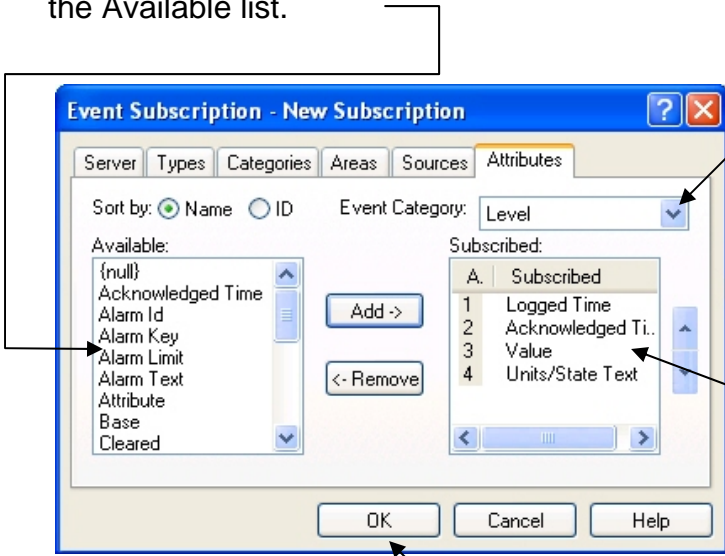 the Available list.
Event Subscription - New Subscription
Server Types Categories Areas Sources Attributes
Sort by: Name ID Event Category: Level
Available: Subscribed:
{null}
Acknowledged Time
Alarm Id
Alarm Key
Alarm Limit
Alarm Text
Attribute
Base
Cleared
Add ->
<- Remove
A. Subscribed
1 Logged Time
2 Acknowledged Ti..
3 Value
4 Units/State Text
OK Cancel Help